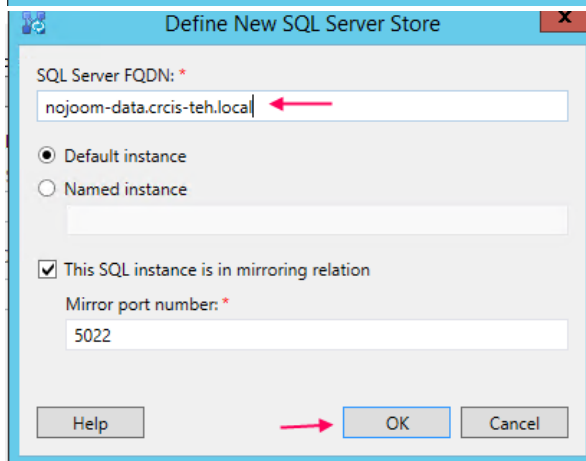 Define New SQL Server Store
x
SQL Server FQDN: *
nojoom-data.crcis-teh.local
Default instance
Named instance
This SQL instance is in mirroring relation
Mirror port number: *
5022
Help OK Cancel